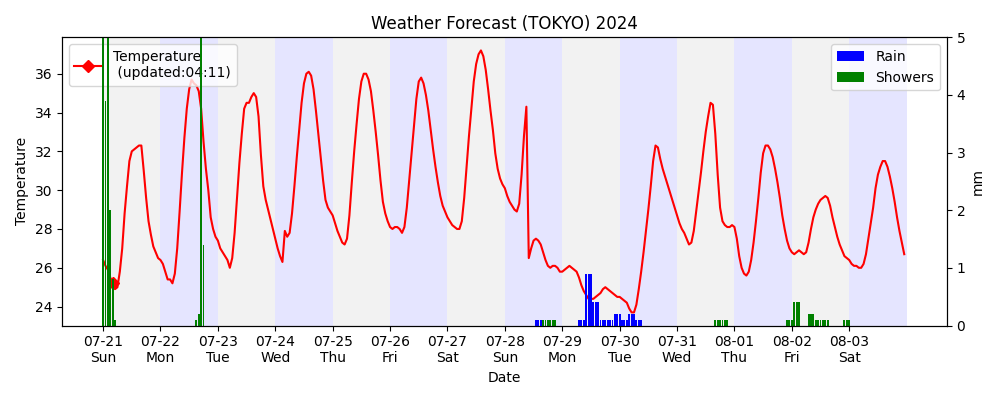 Weather Forecast (TOKYO) 2024
Temperature
(updated:04:11)
Rain
Showers
Temperature
36
34
32
30
28
26
24
5
4
3
2
1
0
mm
07-21 07-22 07-23 07-24 07-25 07-26 07-27 07-28 07-29 07-30 07-31 08-01 08-02 08-03
Sun Mon Tue Wed Thu Fri Sat Sun Mon Tue Wed Thu Fri Sat
Date